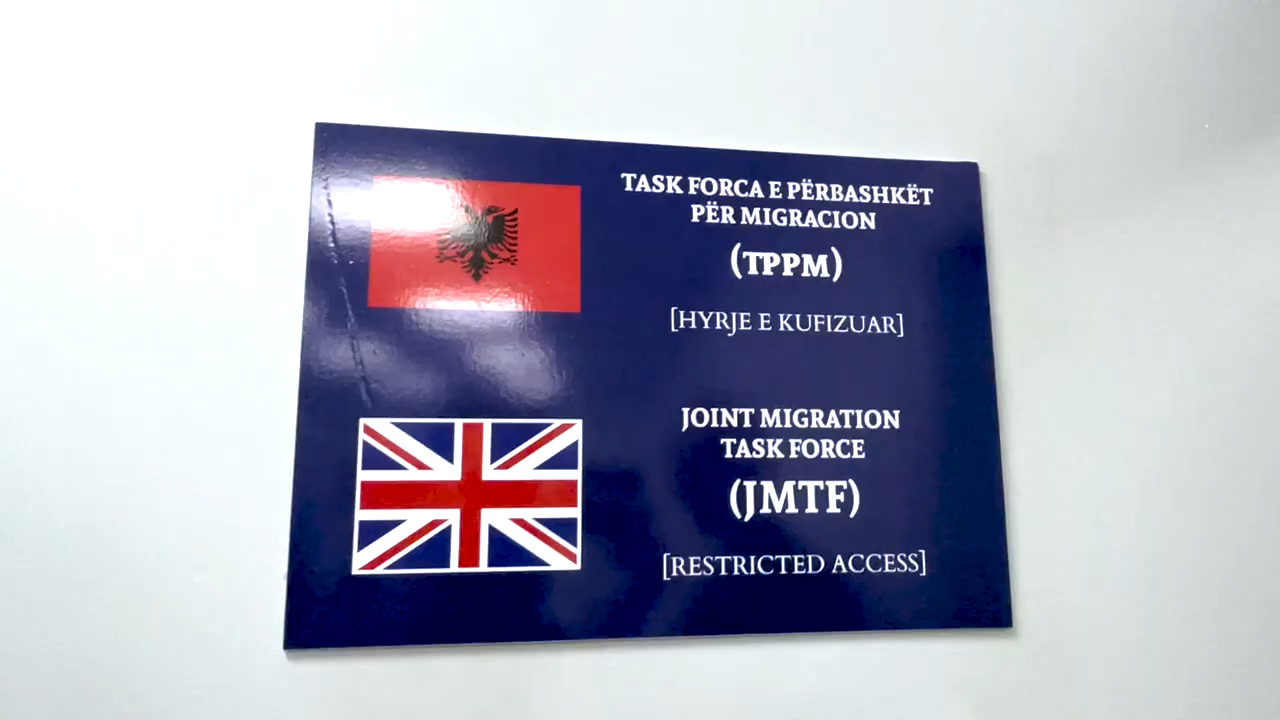 TASK FORCA E PËRBASHKËT
PËR MIGRACION
(TPPM)
[HYRJE E KUFIZUAR]
JOINT MIGRATION
TASK FORCE
(JMTF)
[RESTRICTED ACCESS]